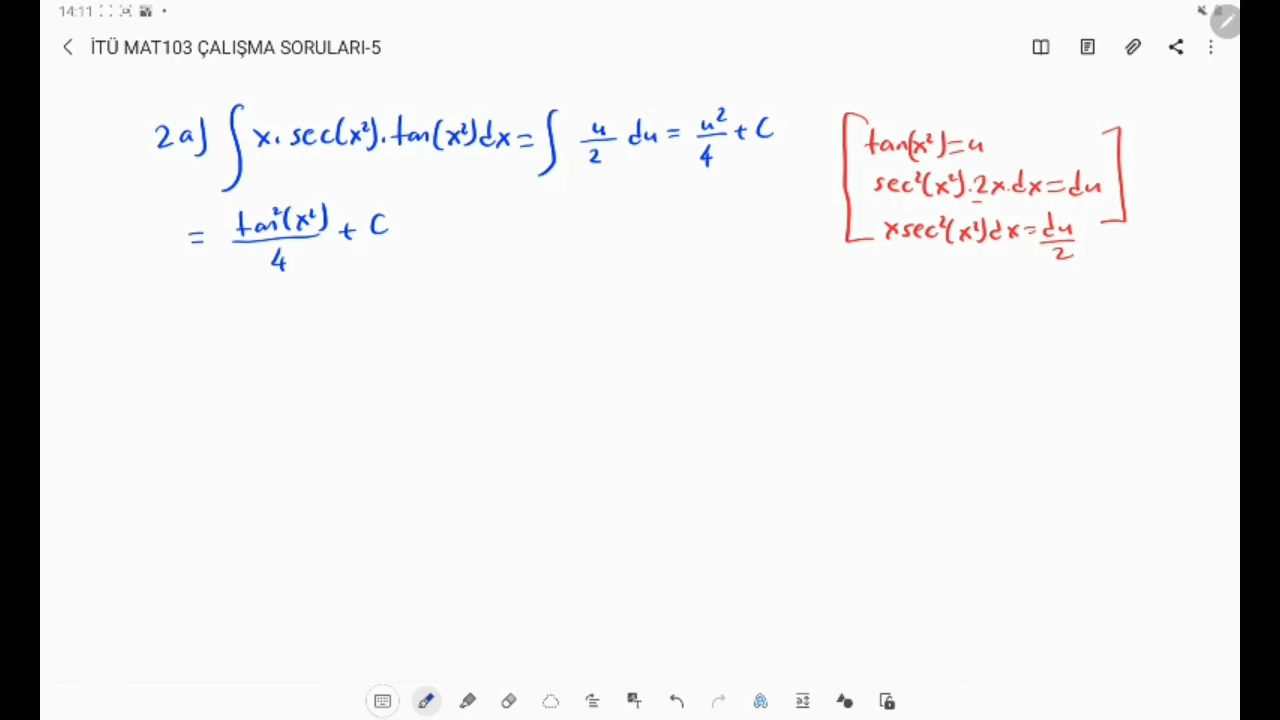 14:11
İTÜ MAT103 ÇALIŞMA SORULARI-5
2a) ∫ x. sec(x²). tan(x²)dx = ∫ u/2 du = u²/4 + C
= tan²(x²)/4 + C
tan(x²)=u
sec²(x²).2x.dx=du
xsec²(x²)dx=du/2